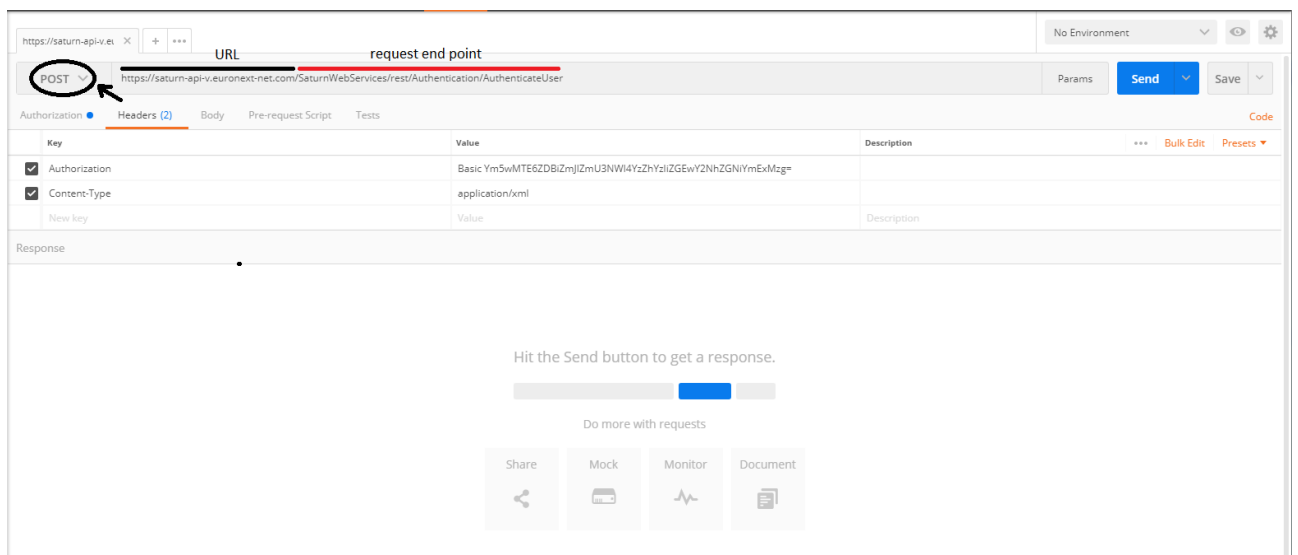 No Environment
https://saturn-api-v.eu
URL
request end point
POST
https://saturn-api-v.euronext-net.com/SaturnWebServices/rest/Authentication/AuthenticateUser
Params
Send
Save
Authorization
Headers (2)
Body
Pre-request Script
Tests
Code
Key
Value
Description
Bulk Edit
Presets
Authorization
Basic Ym5wMTE6ZDBiZmJlZmU3NWI4YzZhYzliZGEwY2NhZGNiYmExMzg=
Content-Type
application/xml
New key
Value
Description
Response
Hit the Send button to get a response.
Do more with requests
Share
Mock
Monitor
Document